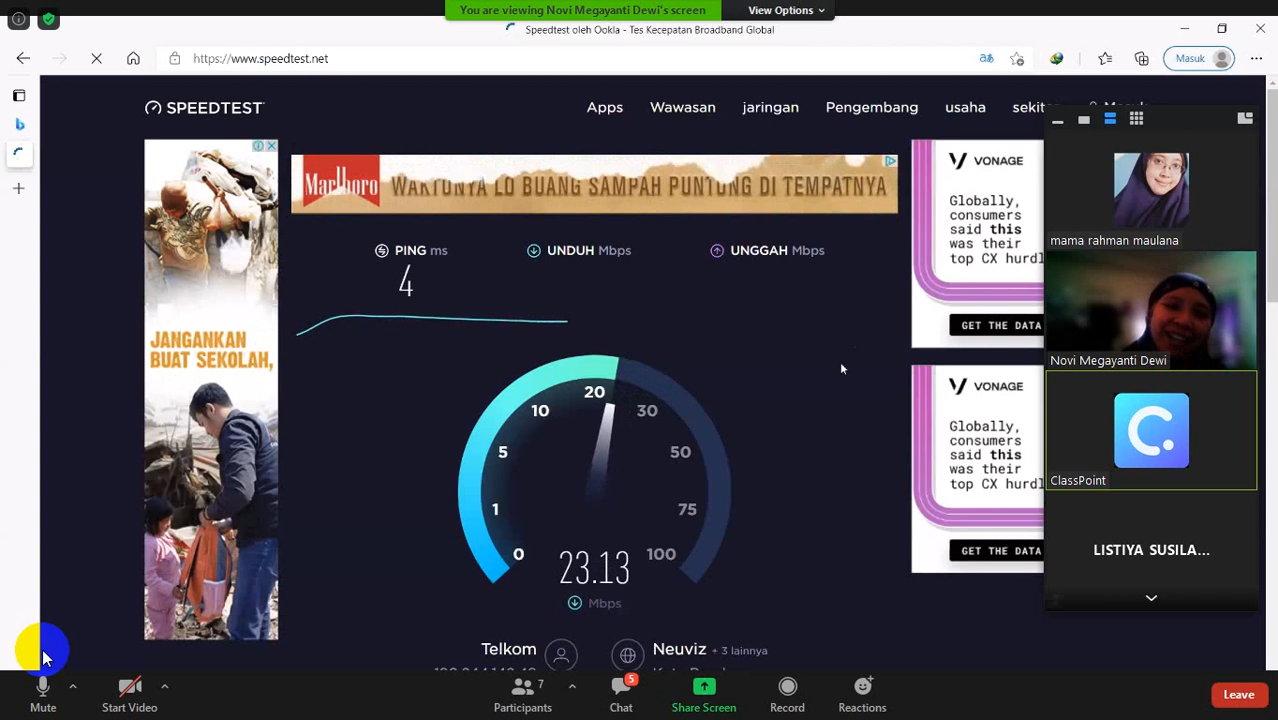 You are viewing Novi Megayanti Dewi's screen
View Options
Speedtest oleh Ookla - Tes Kecepatan Broadband Global
https://www.speedtest.net
Masuk
SPEEDTEST
Apps
Wawasan
jaringan
Pengembang
usaha
Marlboro
WAKTUNYA LO BUANG SAMPAH PUNTUNG DI TEMPATNYA
PING ms
4
UNDUH Mbps
UNGGAH Mbps
JANGANKAN
BUAT SEKOLAH,
0
1
5
10
20
30
50
75
100
23.13
Mbps
Telkom
Neuviz + 3 lainnya
VONAGE
Globally,
consumers
said this
was their
top CX hurdl
GET THE DATA
VONAGE
Globally,
consumers
said this
was their
top CX hurdl
GET THE DATA
mama rahman maulana
Novi Megayanti Dewi
C.
ClassPoint
LISTIYA SUSILA...
Mute
Start Video
7
Participants
5
Chat
Share Screen
Record
Reactions
Leave